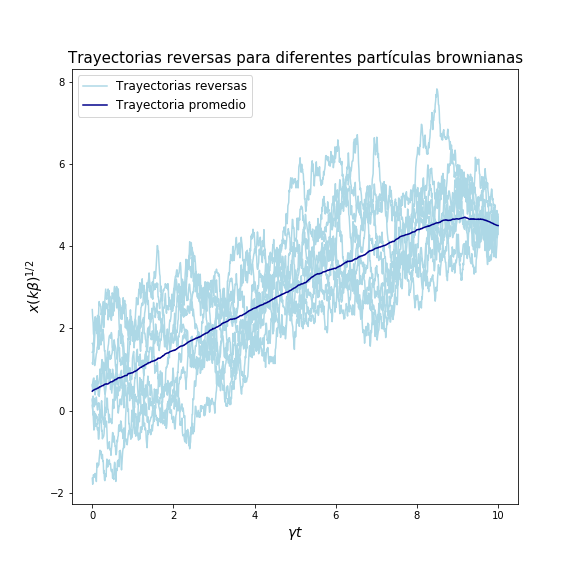 Trayectorias reversas para diferentes partículas brownianas
Trayectorias reversas
Trayectoria promedio
8
6
4
2
0
−2
x(kβ)^{1/2}
0 2 4 6 8 10
γt